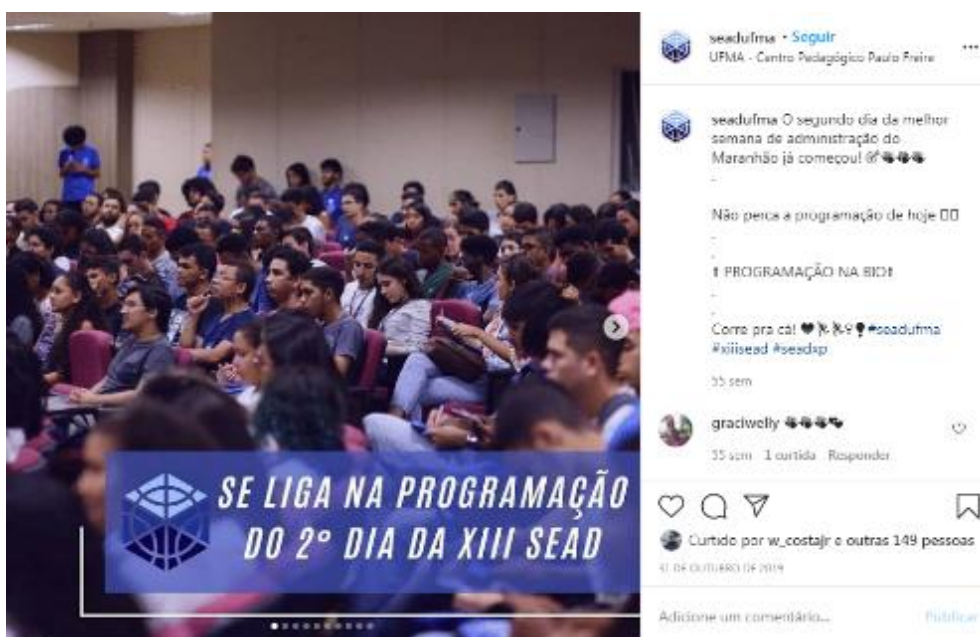 SE LIGA NA PROGRAMAÇÃO
DO 2º DIA DA XIII SEAD
seadufma • Seguir
UFMA - Centro Pedagógico Paulo Freire
seadufma O segundo dia da melhor
semana de administração do
Maranhão já começou!
Não perca a programação de hoje
PROGRAMAÇÃO NA BIO
Corre pra cá! #seadufma
#xiiisead #seadxp
55 sem
graciwelly
55 sem 1 curtida Responder
Curtido por w_costajr e outras 149 pessoas
DE OUTUBRO DE 2019
Adicione um comentário... Publicar